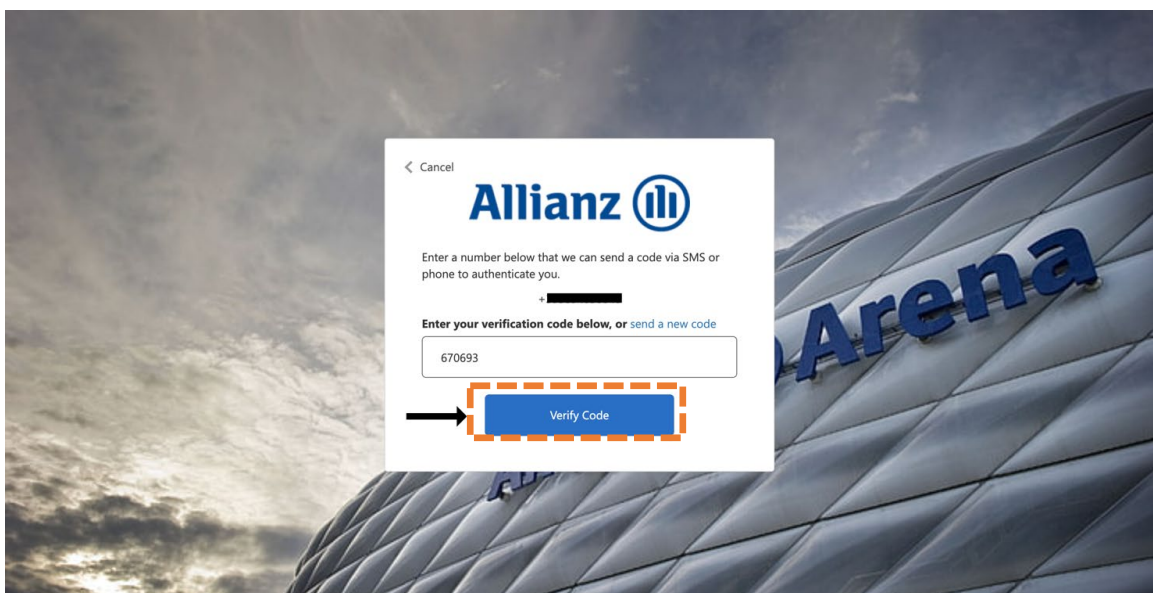 Cancel
Allianz
Enter a number below that we can send a code via SMS or
phone to authenticate you.
+
Enter your verification code below, or send a new code
670693
Verify Code
Arena